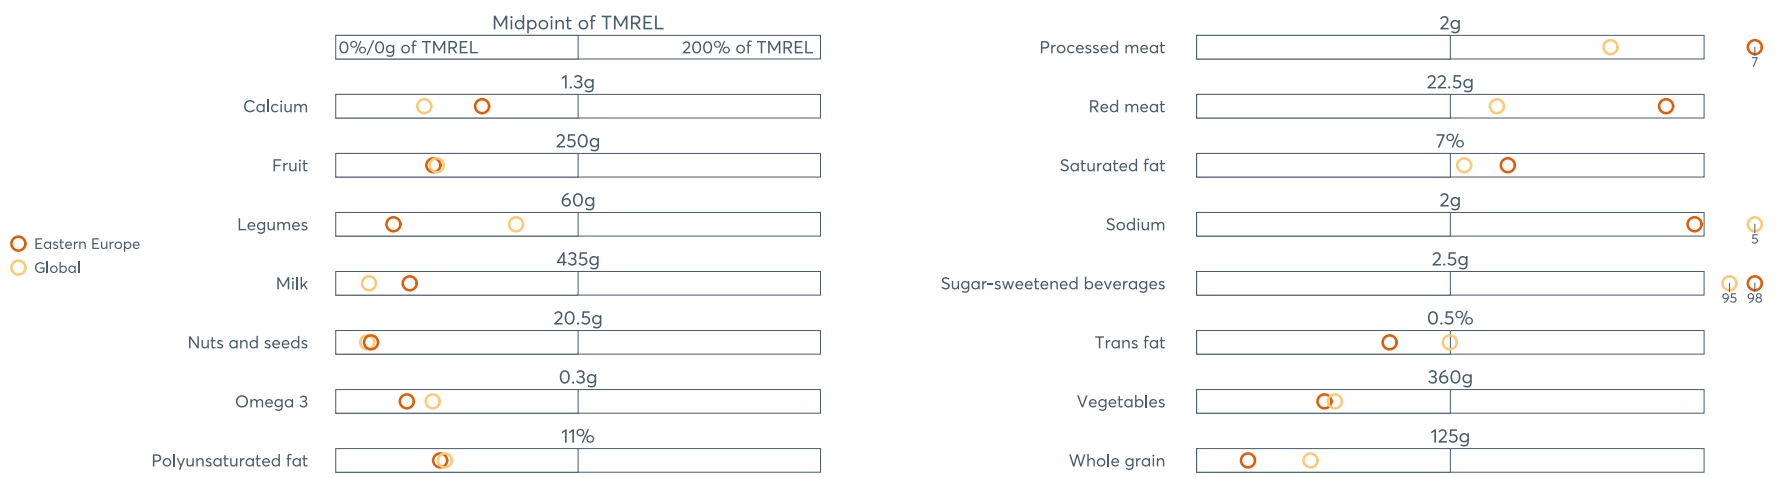 Midpoint of TMREL
0%/0g of TMREL 200% of TMREL
1.3g
Calcium
250g
Fruit
60g
Legumes
Eastern Europe
Global
435g
Milk
20.5g
Nuts and seeds
0.3g
Omega 3
11%
Polyunsaturated fat
2g
Processed meat
7
22.5g
Red meat
7%
Saturated fat
2g
Sodium
5
2.5g
Sugar-sweetened beverages
95 98
0.5%
Trans fat
360g
Vegetables
125g
Whole grain